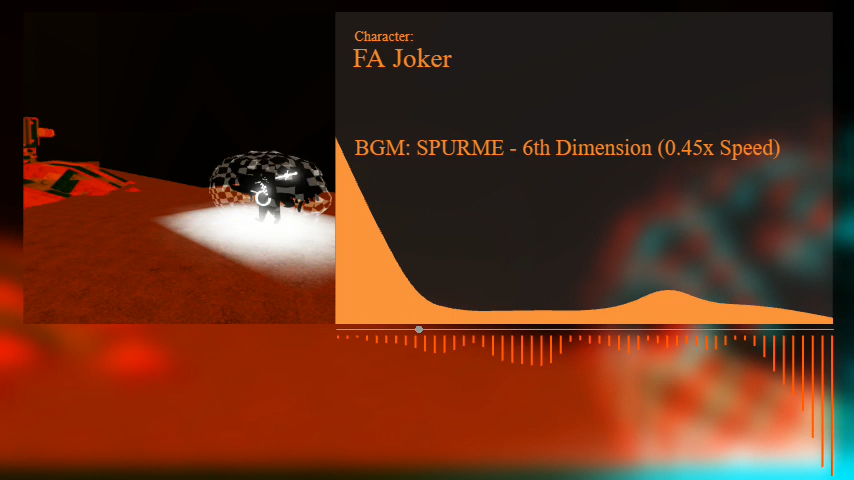 Character:
FA Joker
BGM: SPURME - 6th Dimension (0.45x Speed)